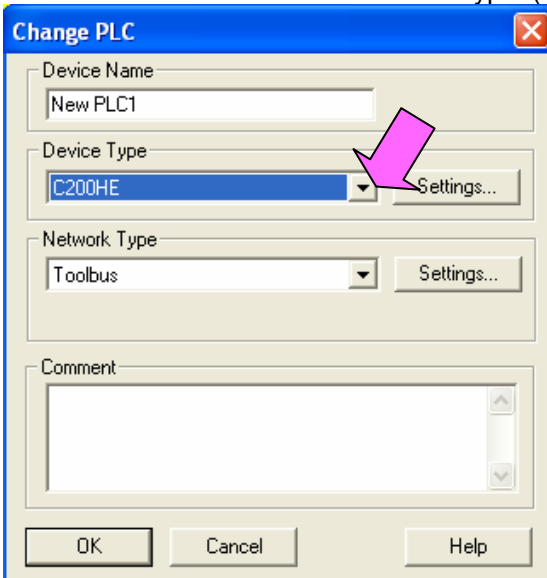 Change PLC
Device Name
New PLC1
Device Type
C200HE
Settings...
Network Type
Toolbus
Settings...
Comment
OK Cancel Help